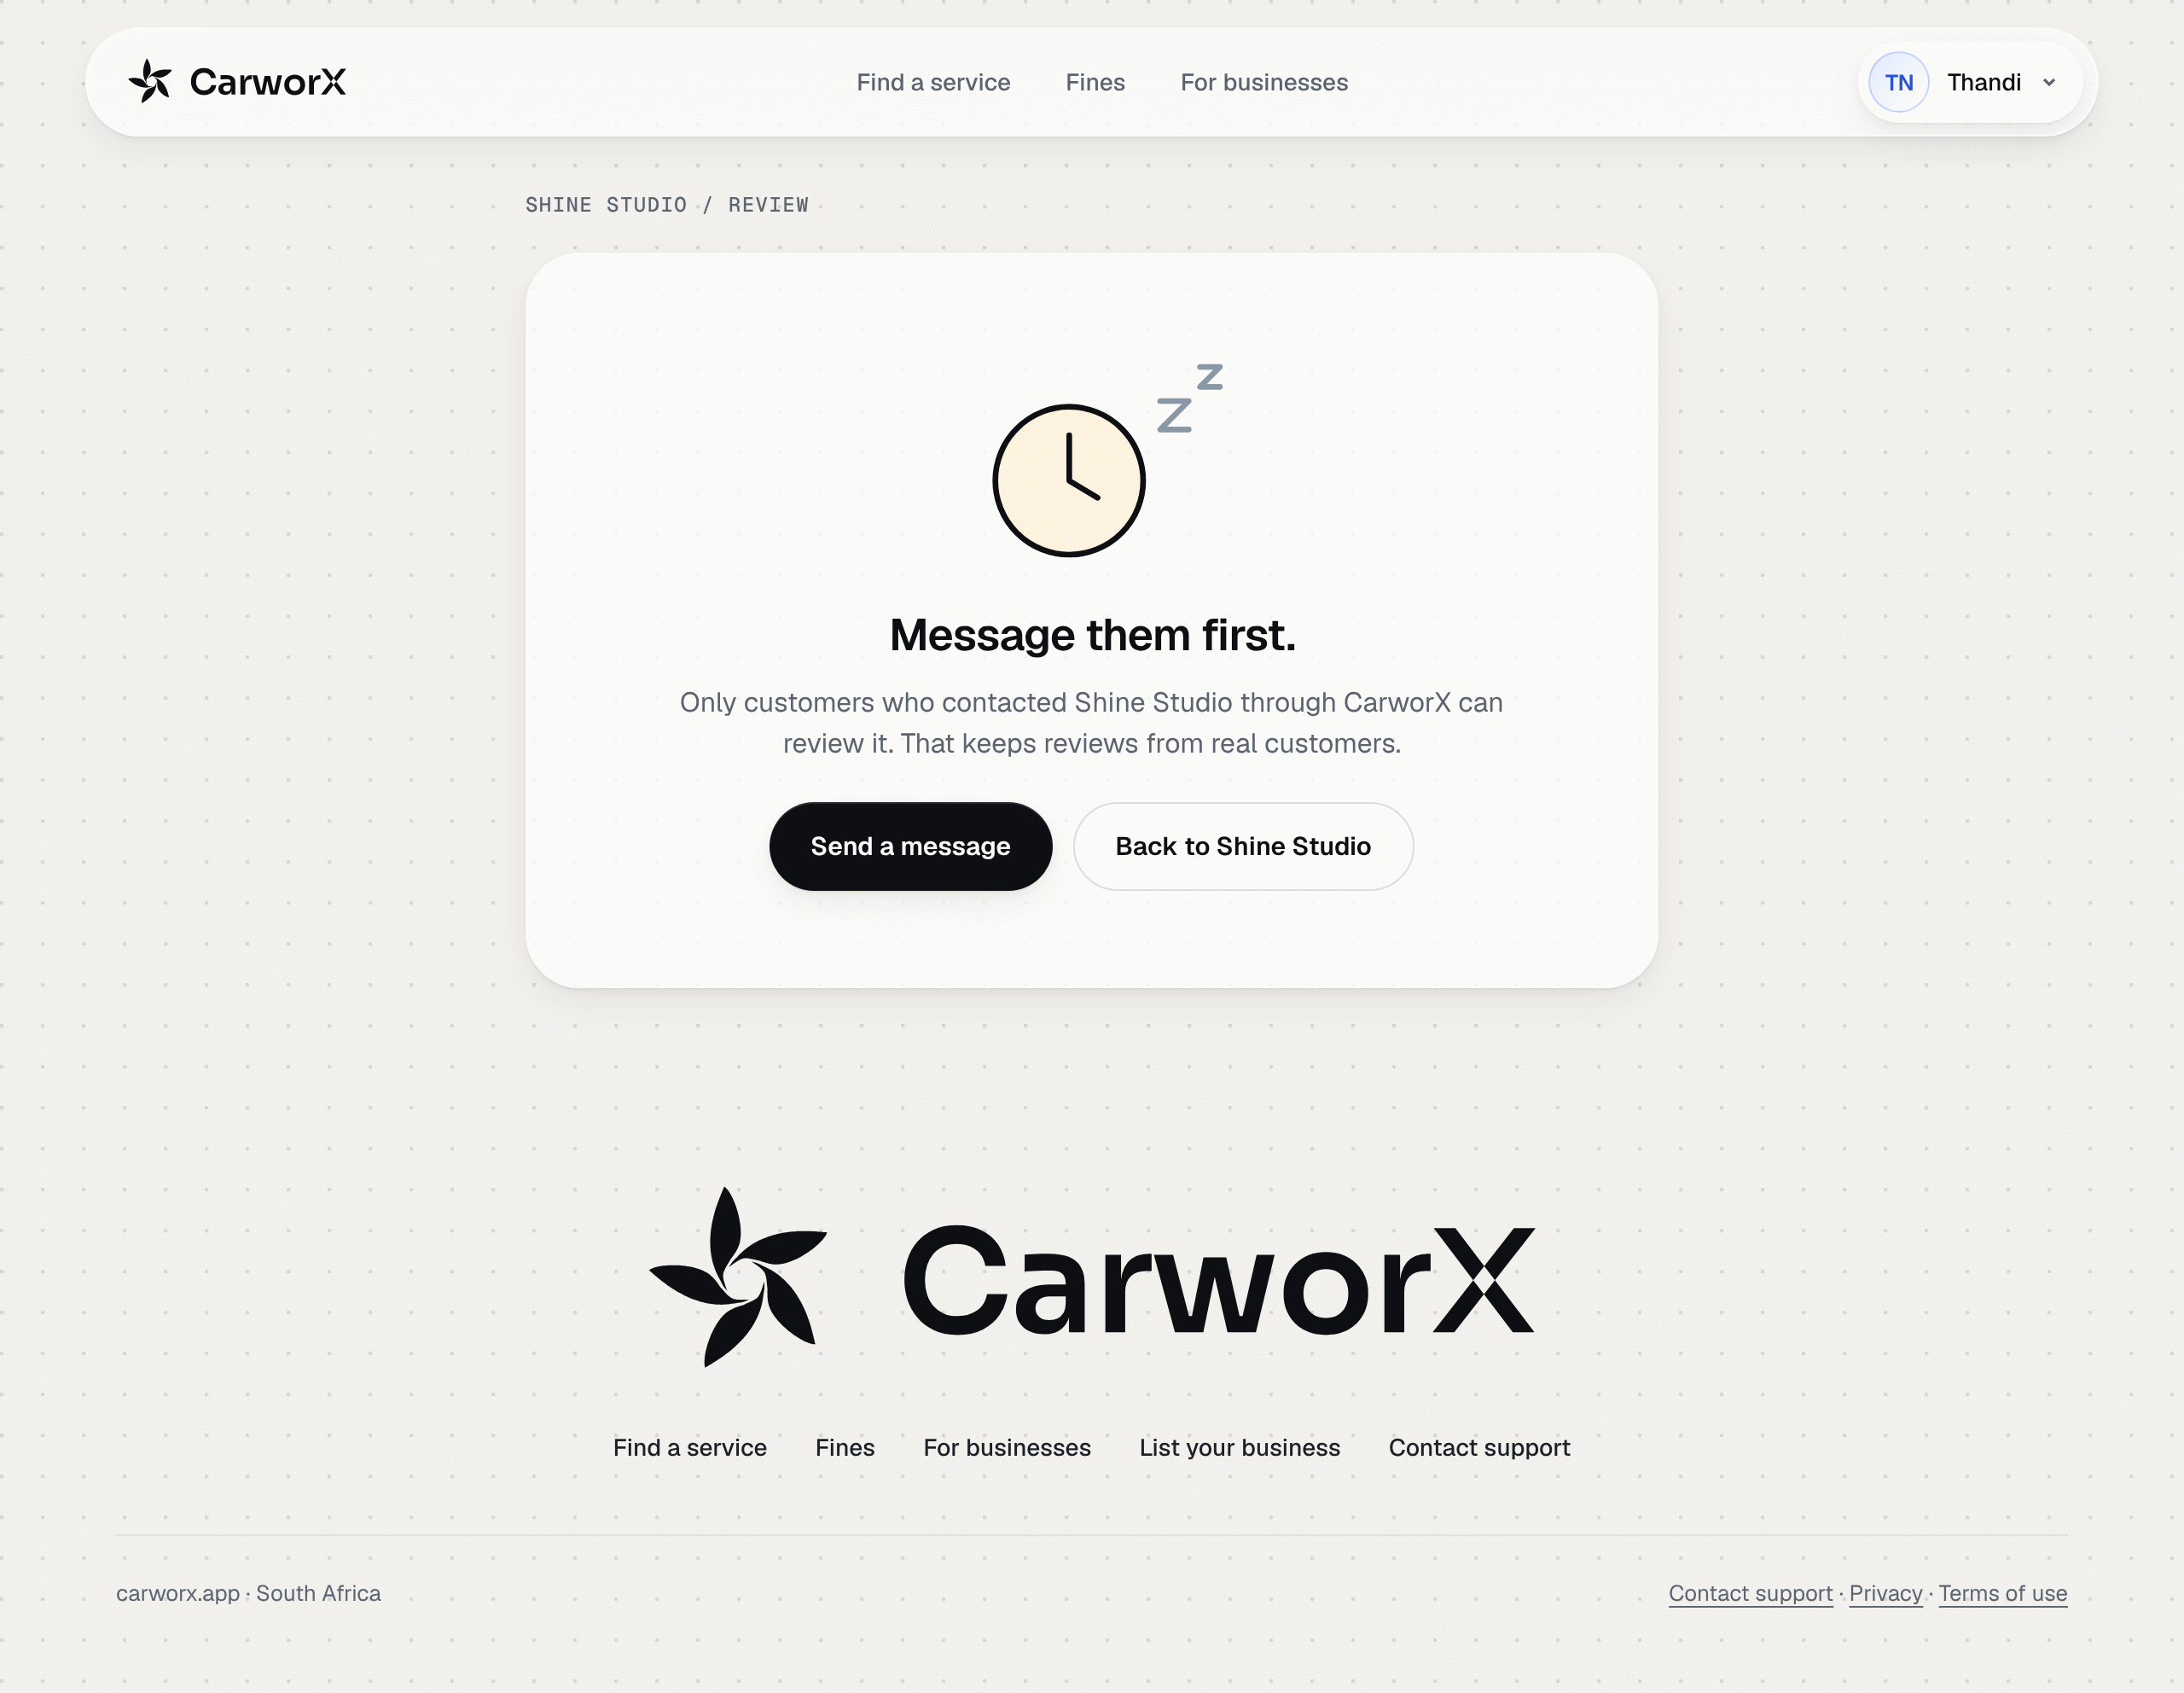 CarworX
Find a service
Fines
For businesses
TN
Thandi
SHINE STUDIO / REVIEW
z
Z
Message them first.
Only customers who contacted Shine Studio through CarworX can
review it. That keeps reviews from real customers.
Send a message
Back to Shine Studio
CarworX
Find a service
Fines
For businesses
List your business
Contact support
carworx.app · South Africa
Contact support · Privacy · Terms of use